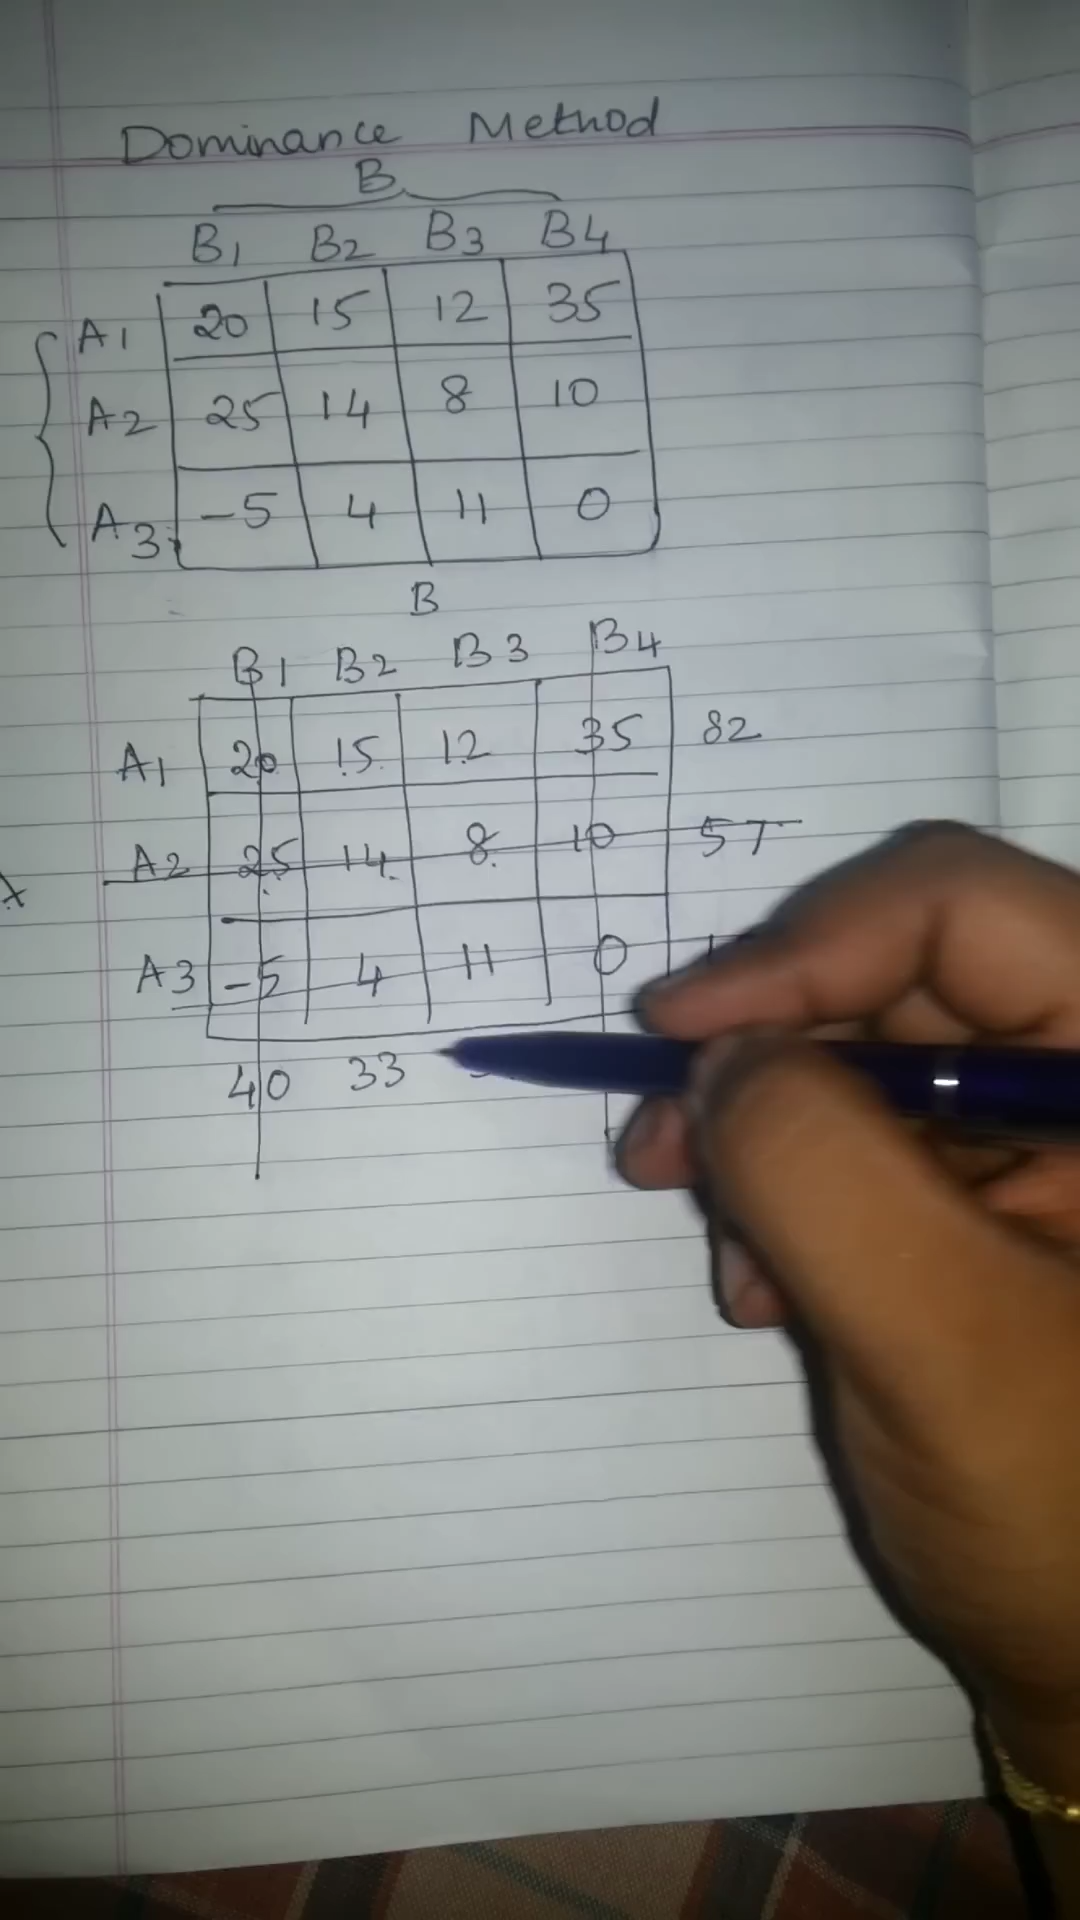 Dominance Method
B
B1 B2 B3 B4
A1 20 15 12 35
A2 25 14 8 10
A3 -5 4 11 0
B
B1 B2 B3 B4
A1 20 15 12 35 82
A2 25 14 8 10 57
A3 -5 4 11 0
40 33